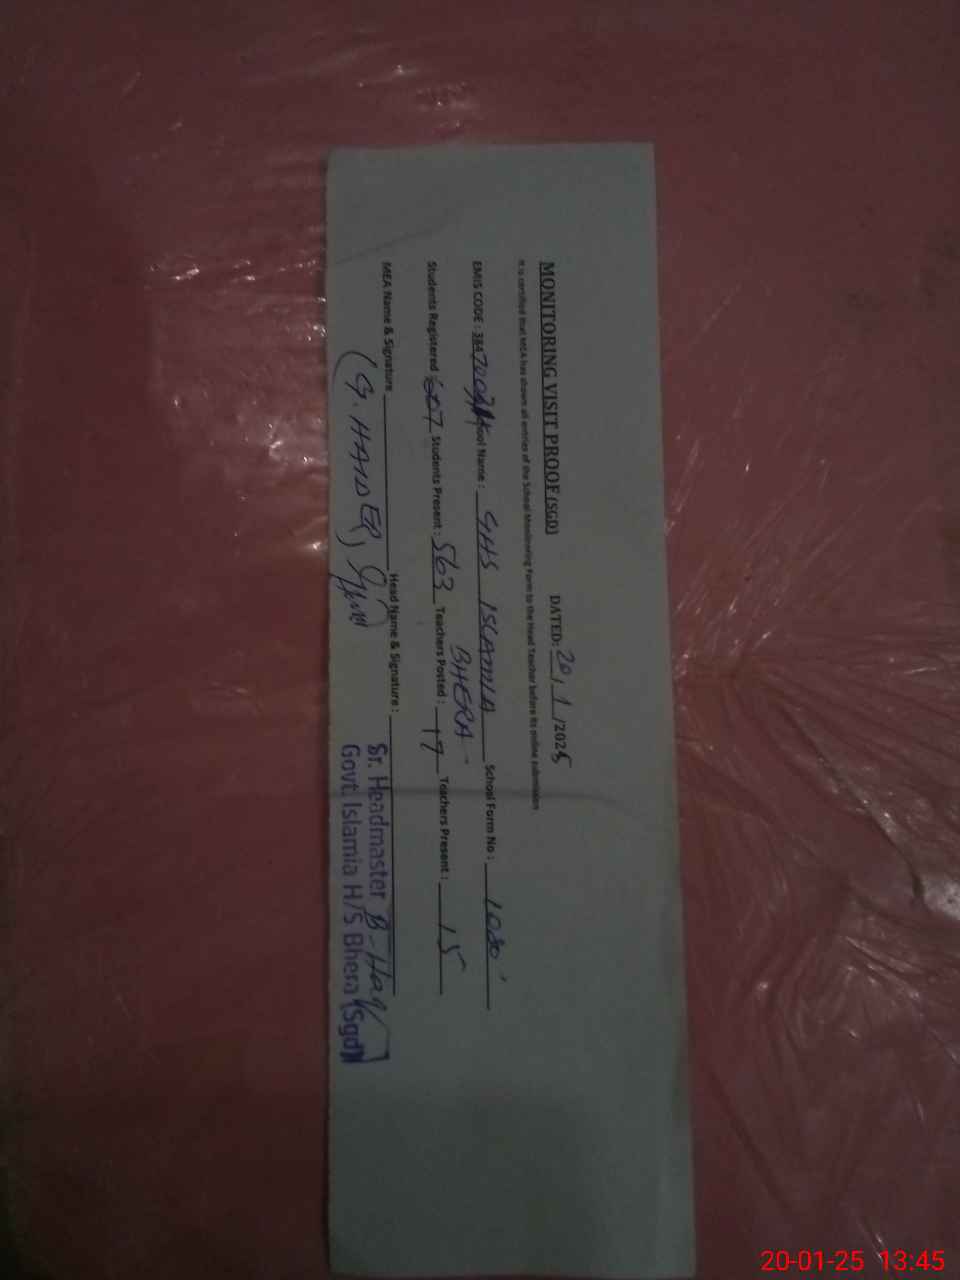 MONITORING VISIT PROOF (SGD) DATED: 20/1/2025
It is certified that MEA has shown all entries of the School Monitoring Form to the Head Teacher before its online submission.
EMIS CODE : School Name : GHS ISLAMIA School Form No :
BHERA
Students Registered : 607 Students Present : 563 Teachers Posted : 17 Teachers Present : 15
MEA Name & Signature Head Name & Signature :
(G. HAIDER)
Sr. Headmaster
Govt. Islamia H/S Bhera (Sgd)
20-01-25 13:45